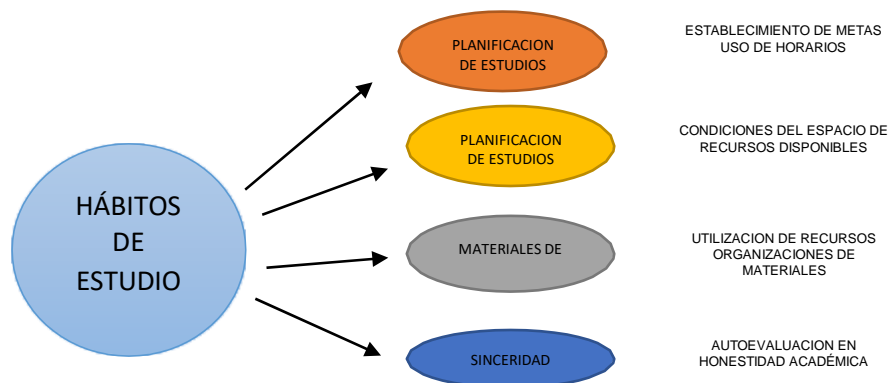 PLANIFICACION
DE ESTUDIOS
ESTABLECIMIENTO DE METAS
USO DE HORARIOS
PLANIFICACION
DE ESTUDIOS
CONDICIONES DEL ESPACIO DE
RECURSOS DISPONIBLES
HÁBITOS
DE
ESTUDIO
MATERIALES DE
UTILIZACION DE RECURSOS
ORGANIZACIONES DE
MATERIALES
SINCERIDAD
AUTOEVALUACION EN
HONESTIDAD ACADÉMICA